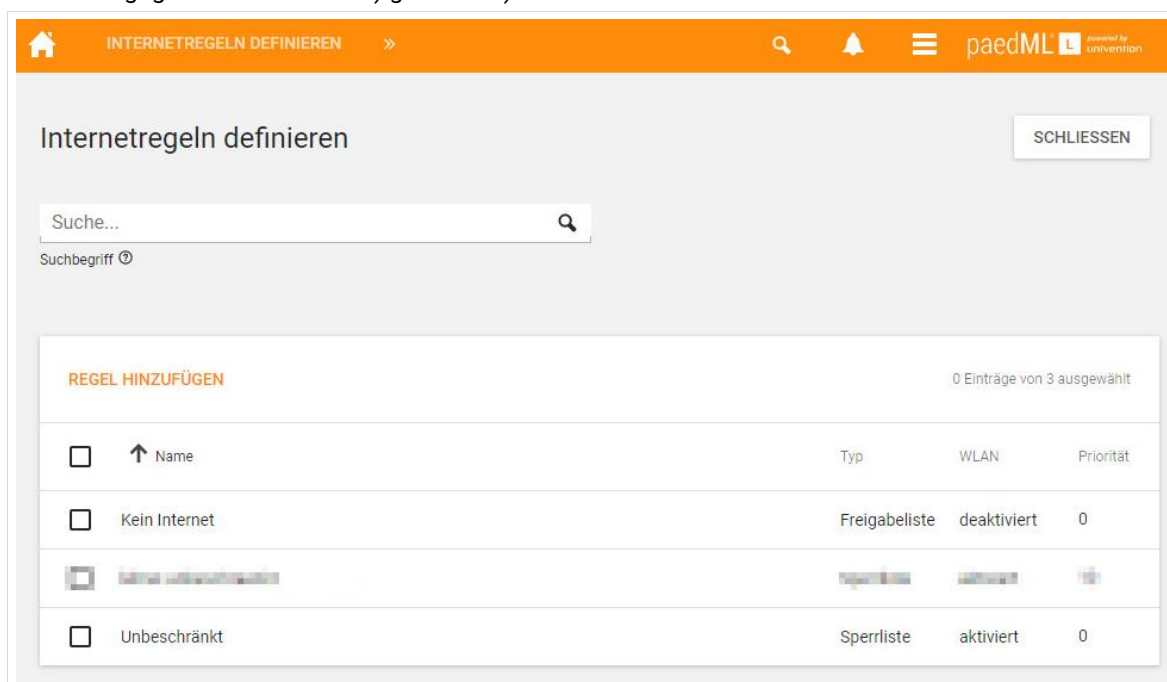 INTERNETREGELN DEFINIEREN »
paedML L powered by univention
Internetregeln definieren
SCHLIESSEN
Suche...
Suchbegriff
REGEL HINZUFÜGEN
0 Einträge von 3 ausgewählt
Name Typ WLAN Priorität
Kein Internet Freigabeliste deaktiviert 0
Unbeschränkt Sperrliste aktiviert 0